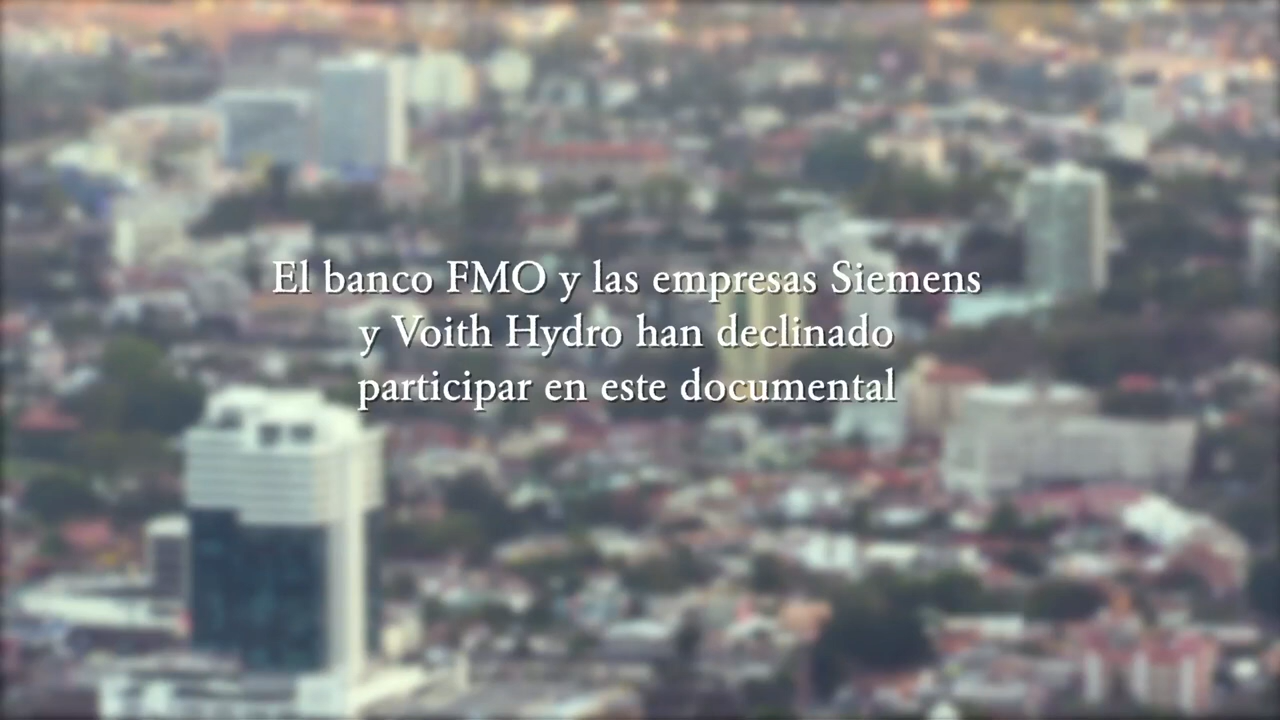 El banco FMO y las empresas Siemens
y Voith Hydro han declinado
participar en este documental